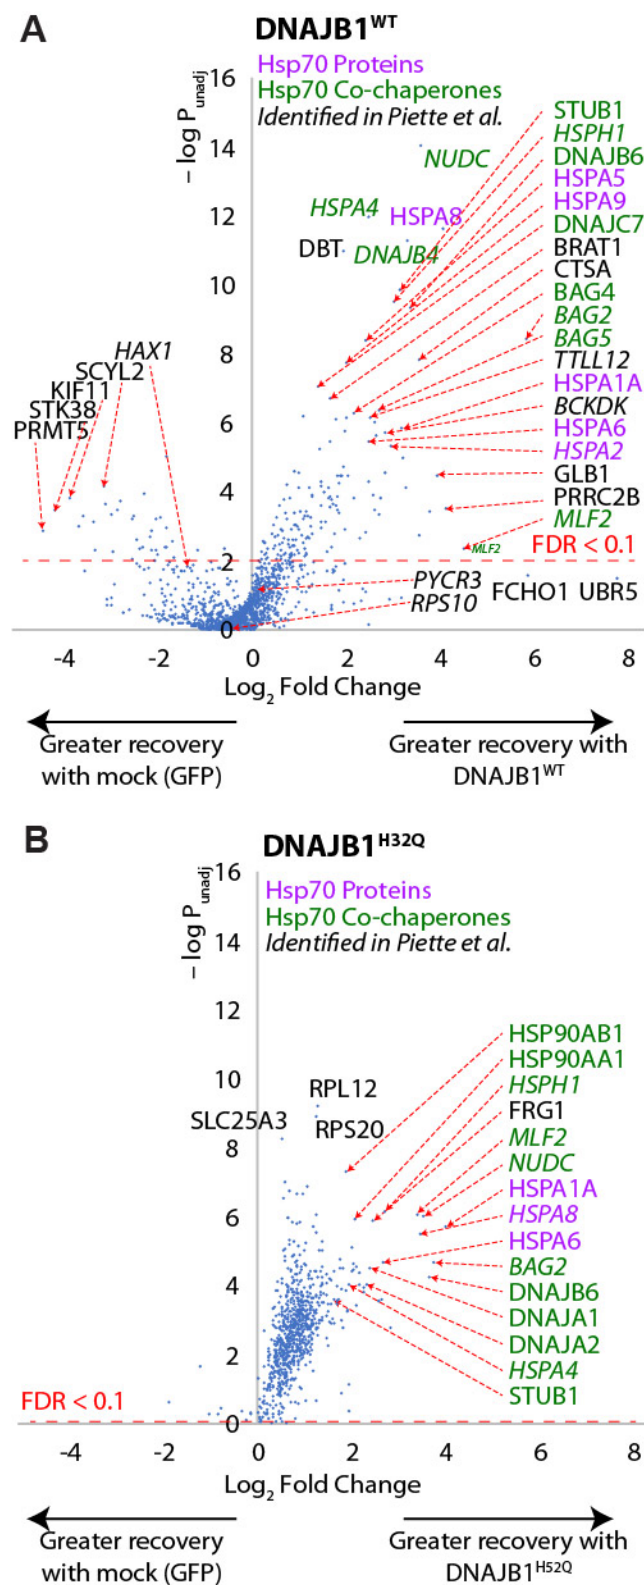 A
DNAJB1WT
Hsp70 Proteins
Hsp70 Co-chaperones
Identified in Piette et al.
– log Punadj
16
14
12
10
8
6
4
2
0
NUDC
HSPA4
HSPA8
DBT
DNAJB4
STUB1
HSPH1
DNAJB6
HSPA5
HSPA9
DNAJC7
BRAT1
CTSA
BAG4
BAG2
BAG5
TTLL12
HSPA1A
BCKDK
HSPA6
HSPA2
GLB1
PRRC2B
MLF2
MLF2
FDR < 0.1
HAX1
SCYL2
KIF11
STK38
PRMT5
PYCR3
RPS10
FCHO1 UBR5
-4 -2 0 2 4 6 8
Log2 Fold Change
Greater recovery
with mock (GFP)
Greater recovery with
DNAJB1WT
B
DNAJB1H32Q
Hsp70 Proteins
Hsp70 Co-chaperones
Identified in Piette et al.
– log Punadj
16
14
12
10
8
6
4
2
0
RPL12
SLC25A3
RPS20
HSP90AB1
HSP90AA1
HSPH1
FRG1
MLF2
NUDC
HSPA1A
HSPA8
HSPA6
BAG2
DNAJB6
DNAJA1
DNAJA2
HSPA4
STUB1
FDR < 0.1
-4 -2 0 2 4 6 8
Log2 Fold Change
Greater recovery
with mock (GFP)
Greater recovery with
DNAJB1H52Q